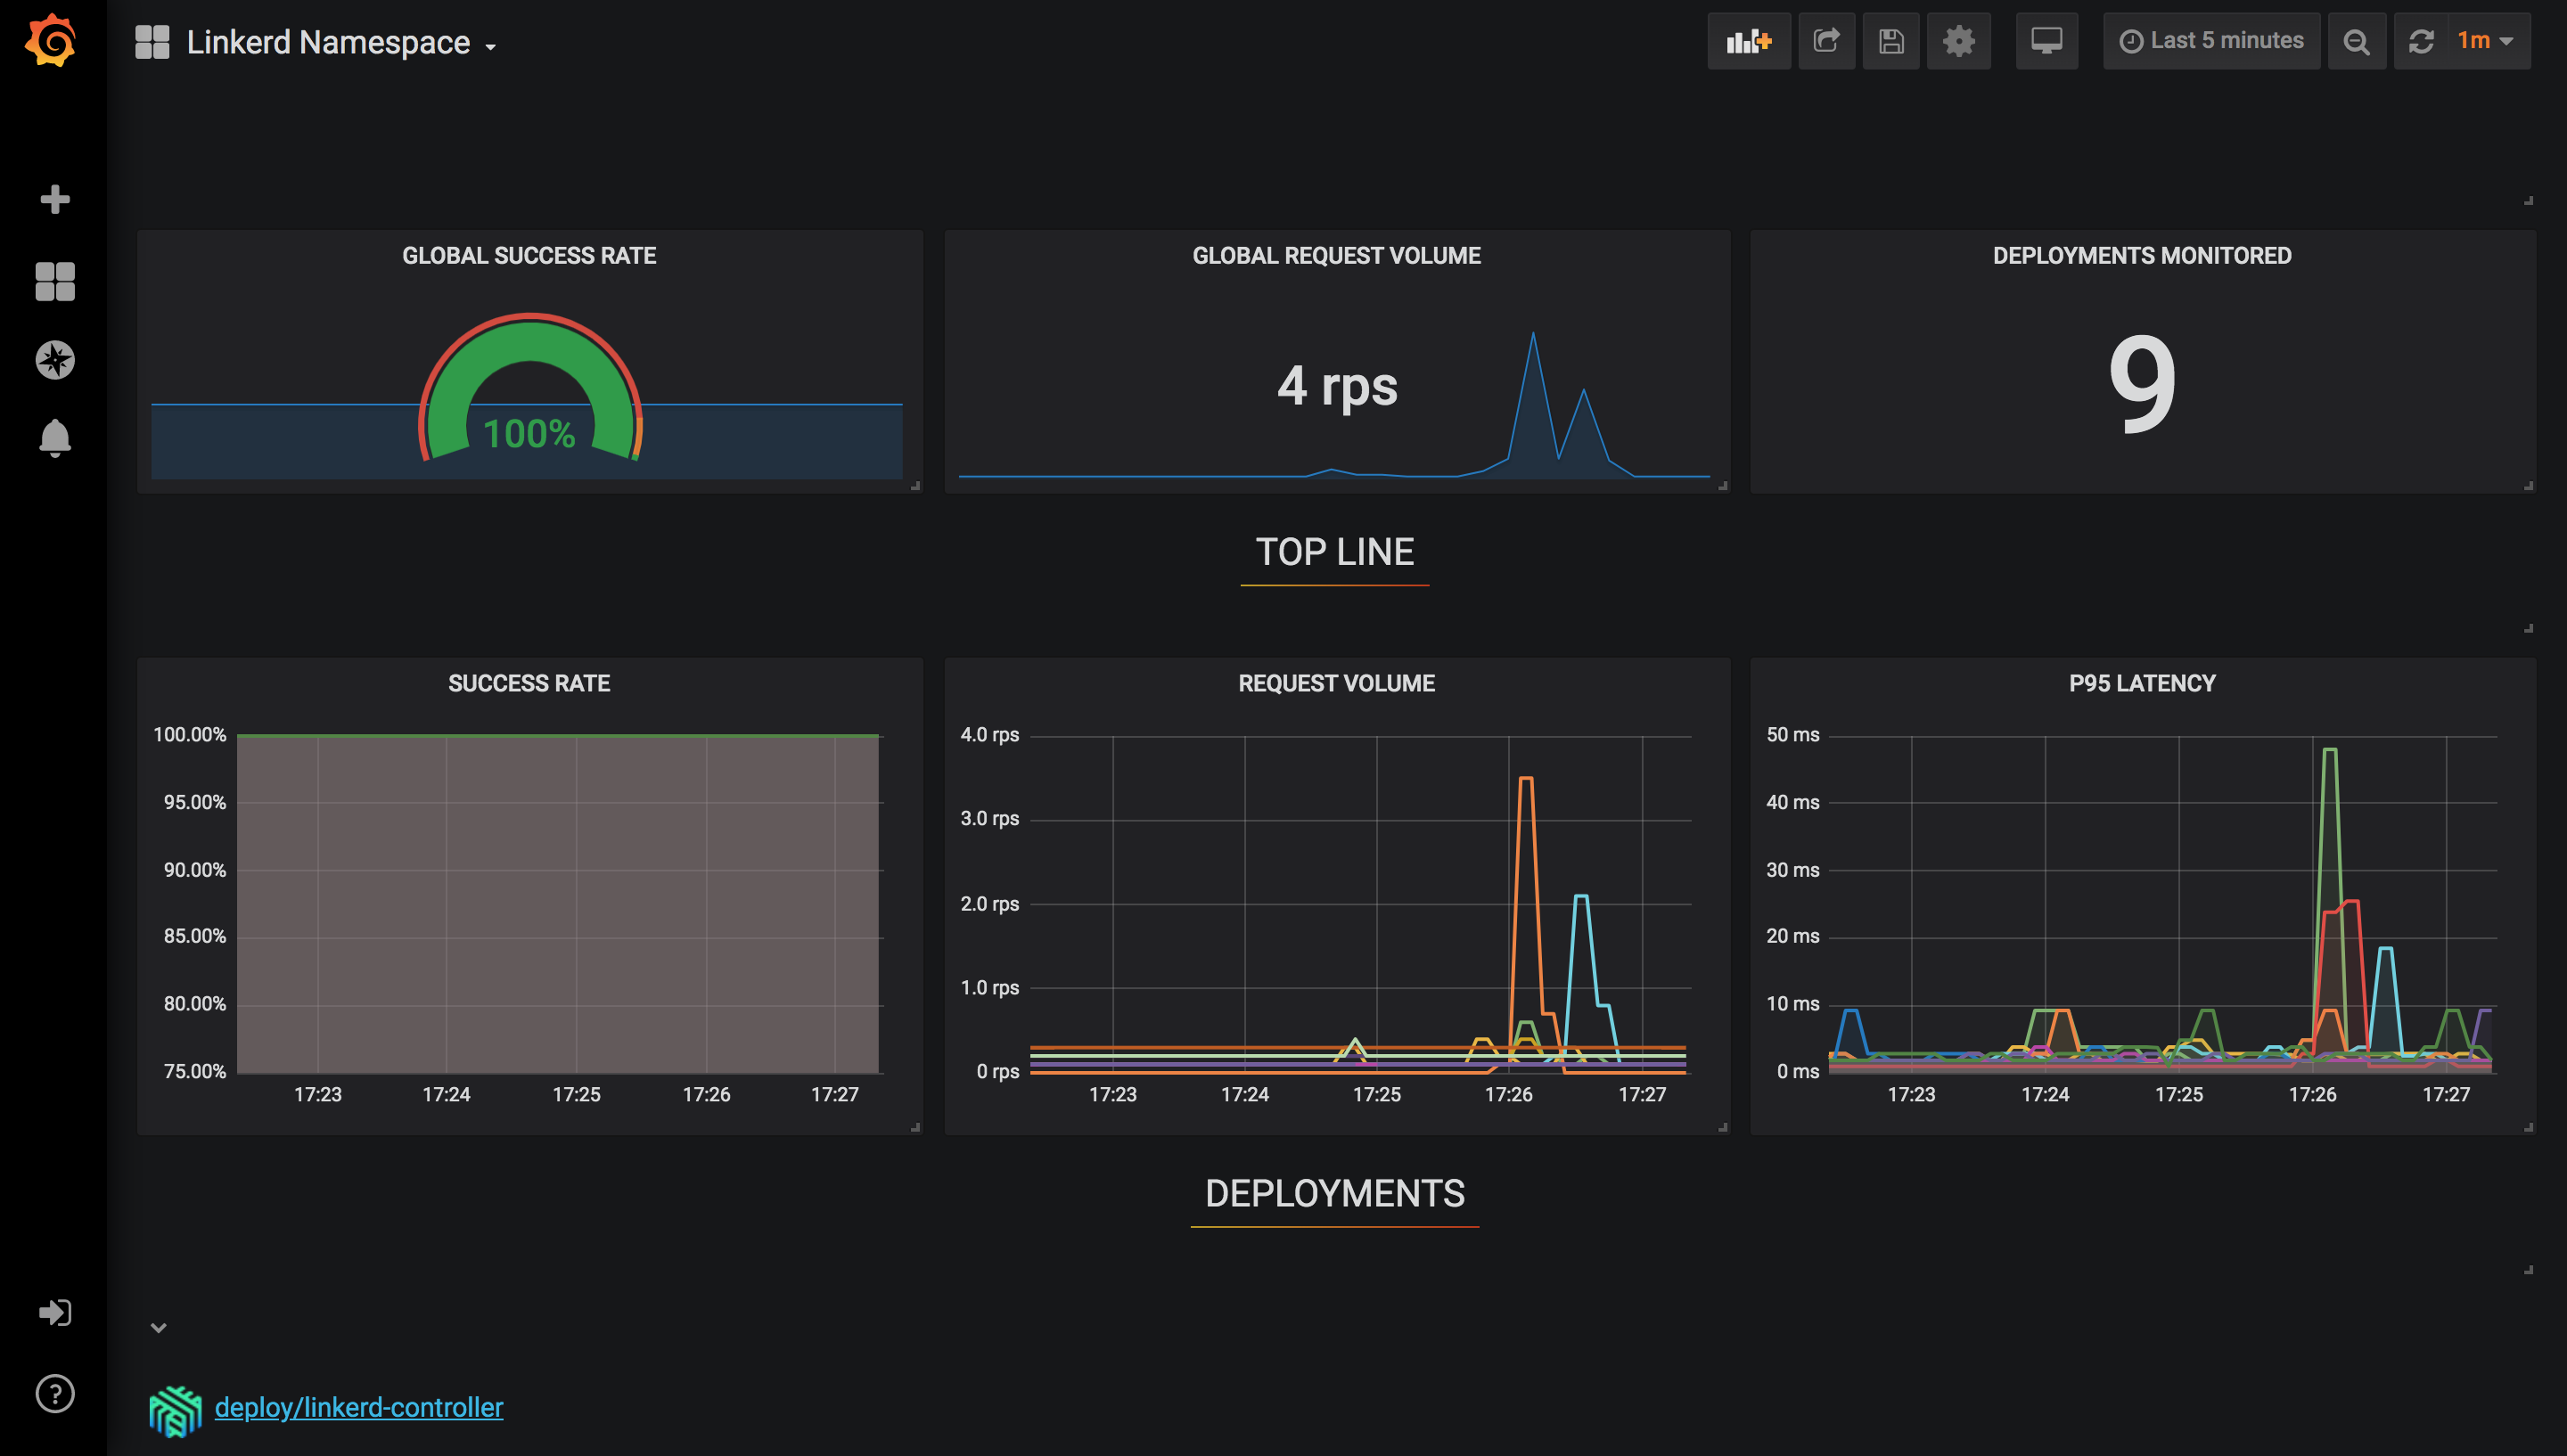 Linkerd Namespace
Last 5 minutes
1m
GLOBAL SUCCESS RATE
100%
GLOBAL REQUEST VOLUME
4 rps
DEPLOYMENTS MONITORED
9
TOP LINE
SUCCESS RATE
100.00%
95.00%
90.00%
85.00%
80.00%
75.00%
17:23 17:24 17:25 17:26 17:27
REQUEST VOLUME
4.0 rps
3.0 rps
2.0 rps
1.0 rps
0 rps
17:23 17:24 17:25 17:26 17:27
P95 LATENCY
50 ms
40 ms
30 ms
20 ms
10 ms
0 ms
17:23 17:24 17:25 17:26 17:27
DEPLOYMENTS
deploy/linkerd-controller